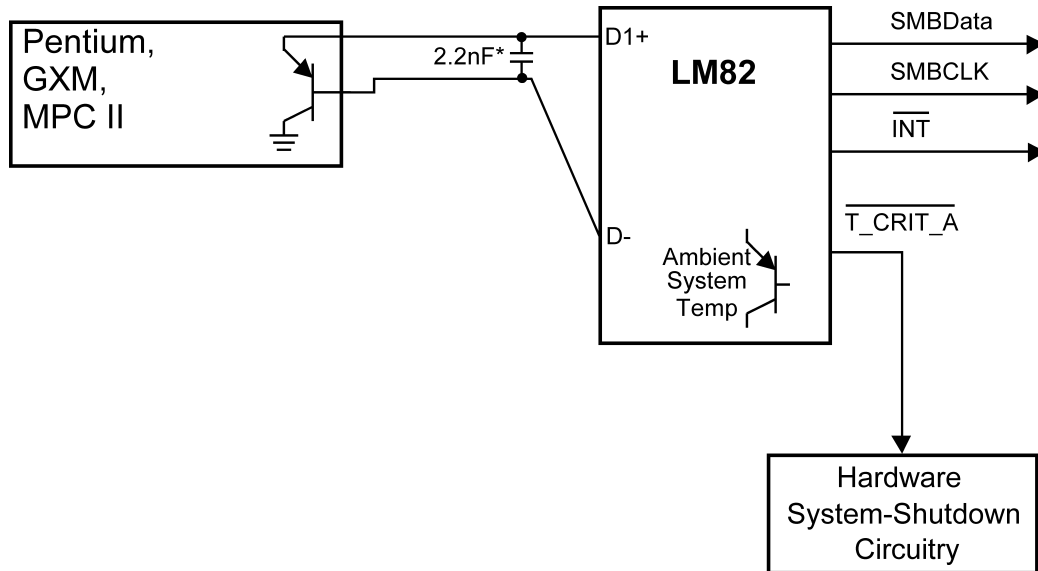 Pentium,
GXM,
MPC II
2.2nF*
D1+
LM82
D-
Ambient
System
Temp
SMBData
SMBCLK
INT
T_CRIT_A
Hardware
System-Shutdown
Circuitry